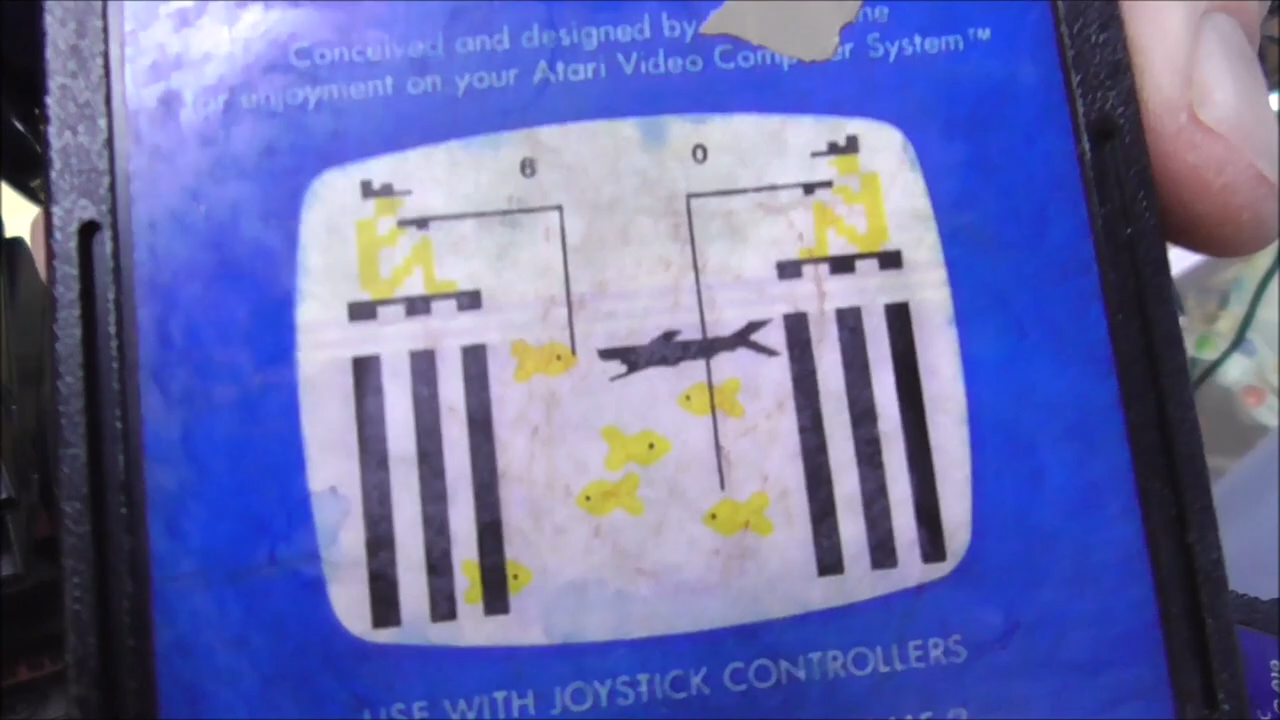 Conceived and designed by
for enjoyment on your Atari Video Computer System™
6 0
USE WITH JOYSTICK CONTROLLERS